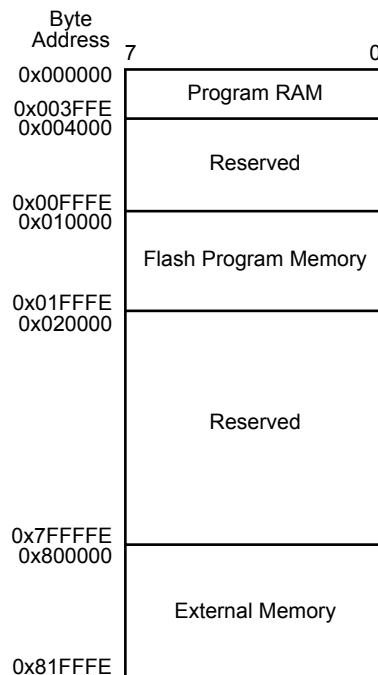 Byte
Address
7 0
0x000000
Program RAM
0x003FFE
0x004000
Reserved
0x00FFFE
0x010000
Flash Program Memory
0x01FFFE
0x020000
Reserved
0x7FFFFE
0x800000
External Memory
0x81FFFE